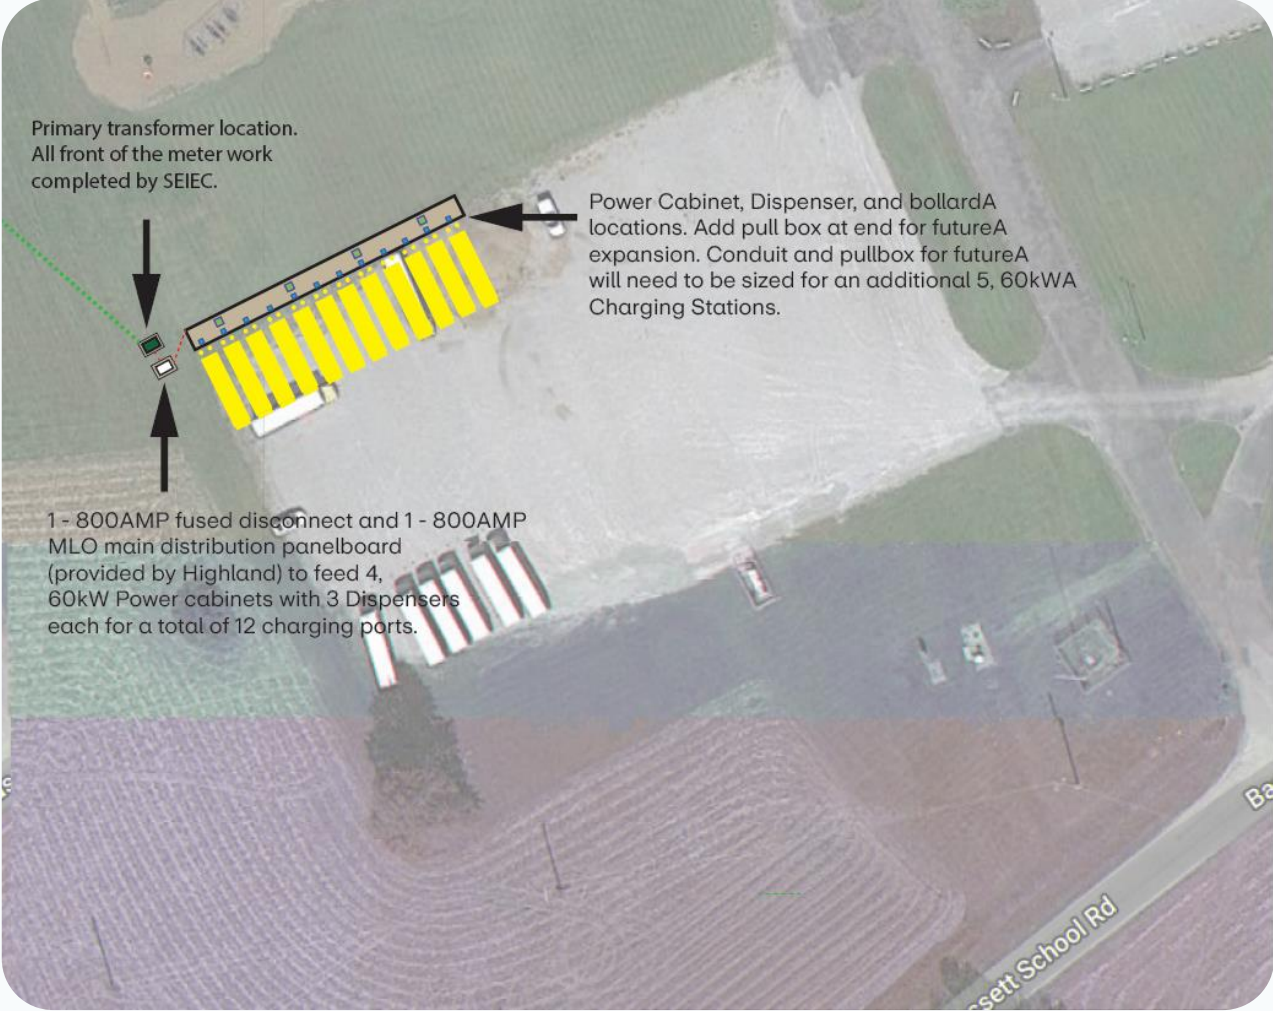 Primary transformer location.
All front of the meter work
completed by SEIEC.
Power Cabinet, Dispenser, and bollardA
locations. Add pull box at end for futureA
expansion. Conduit and pullbox for futureA
will need to be sized for an additional 5, 60kWA
Charging Stations.
1 - 800AMP fused disconnect and 1 - 800AMP
MLO main distribution panelboard
(provided by Highland) to feed 4,
60kW Power cabinets with 3 Dispensers
each for a total of 12 charging ports.
Ba
ssett School Rd